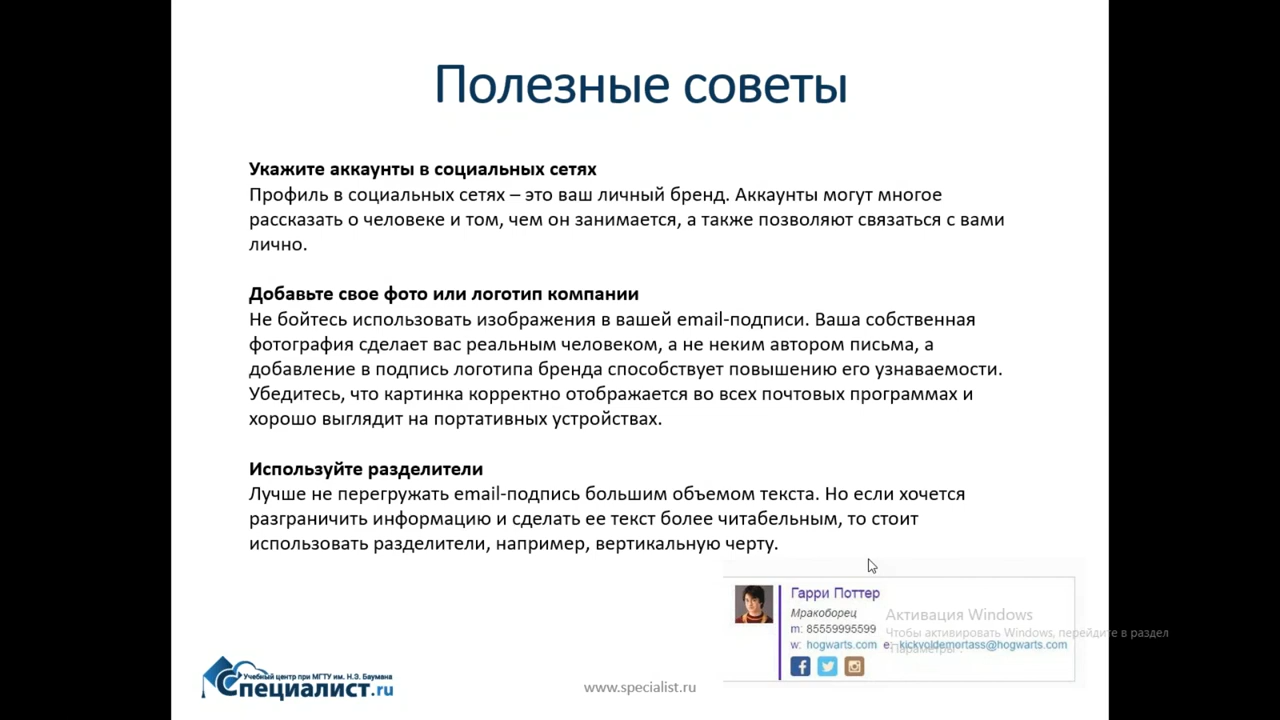 Полезные советы
Укажите аккаунты в социальных сетях
Профиль в социальных сетях – это ваш личный бренд. Аккаунты могут многое
рассказать о человеке и том, чем он занимается, а также позволяют связаться с вами
лично.
Добавьте свое фото или логотип компании
Не бойтесь использовать изображения в вашей email-подписи. Ваша собственная
фотография сделает вас реальным человеком, а не неким автором письма, а
добавление в подпись логотипа бренда способствует повышению его узнаваемости.
Убедитесь, что картинка корректно отображается во всех почтовых программах и
хорошо выглядит на портативных устройствах.
Используйте разделители
Лучше не перегружать email-подпись большим объемом текста. Но если хочется
разграничить информацию и сделать ее текст более читабельным, то стоит
использовать разделители, например, вертикальную черту.
Гарри Поттер
Мракоборец
m: 85559995599
w: hogwarts.com e: kickvoldemortass@hogwarts.com
Активация Windows
Чтобы активировать Windows, перейдите в раздел
"Параметры".
Учебный центр при МГТУ им. Н.Э. Баумана
Специалист.ru
www.specialist.ru